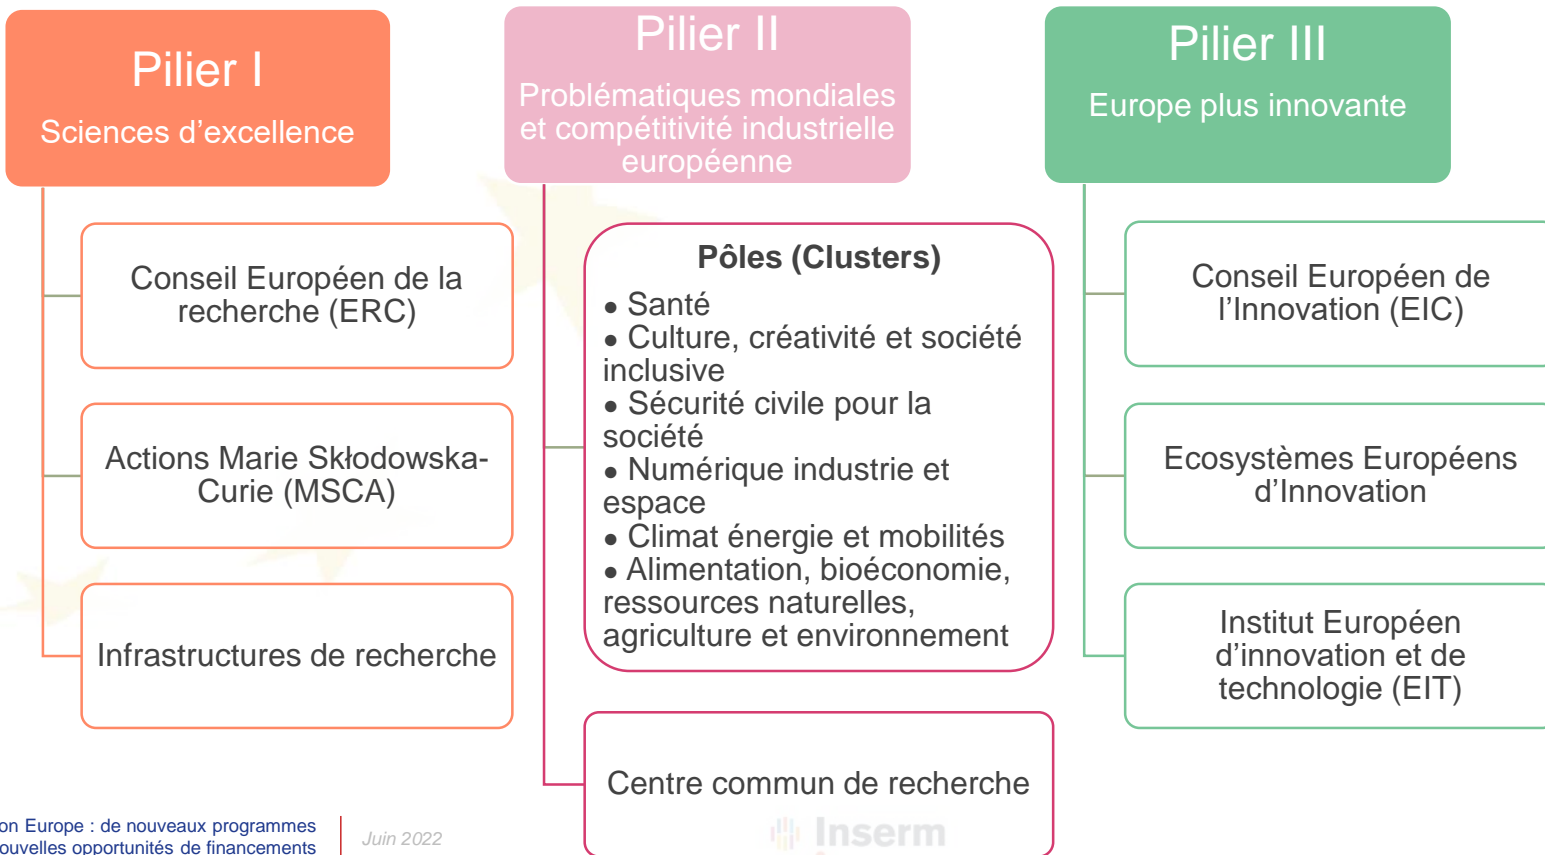 Pilier I
Sciences d'excellence
Conseil Européen de la
recherche (ERC)
Actions Marie Skłodowska-
Curie (MSCA)
Infrastructures de recherche
Pilier II
Problématiques mondiales
et compétitivité industrielle
européenne
Pôles (Clusters)
● Santé
● Culture, créativité et société
inclusive
● Sécurité civile pour la
société
● Numérique industrie et
espace
● Climat énergie et mobilités
● Alimentation, bioéconomie,
ressources naturelles,
agriculture et environnement
Centre commun de recherche
Pilier III
Europe plus innovante
Conseil Européen de
l'Innovation (EIC)
Ecosystèmes Européens
d'Innovation
Institut Européen
d'innovation et de
technologie (EIT)
on Europe : de nouveaux programmes
ouvelles opportunités de financements
Juin 2022
Inserm